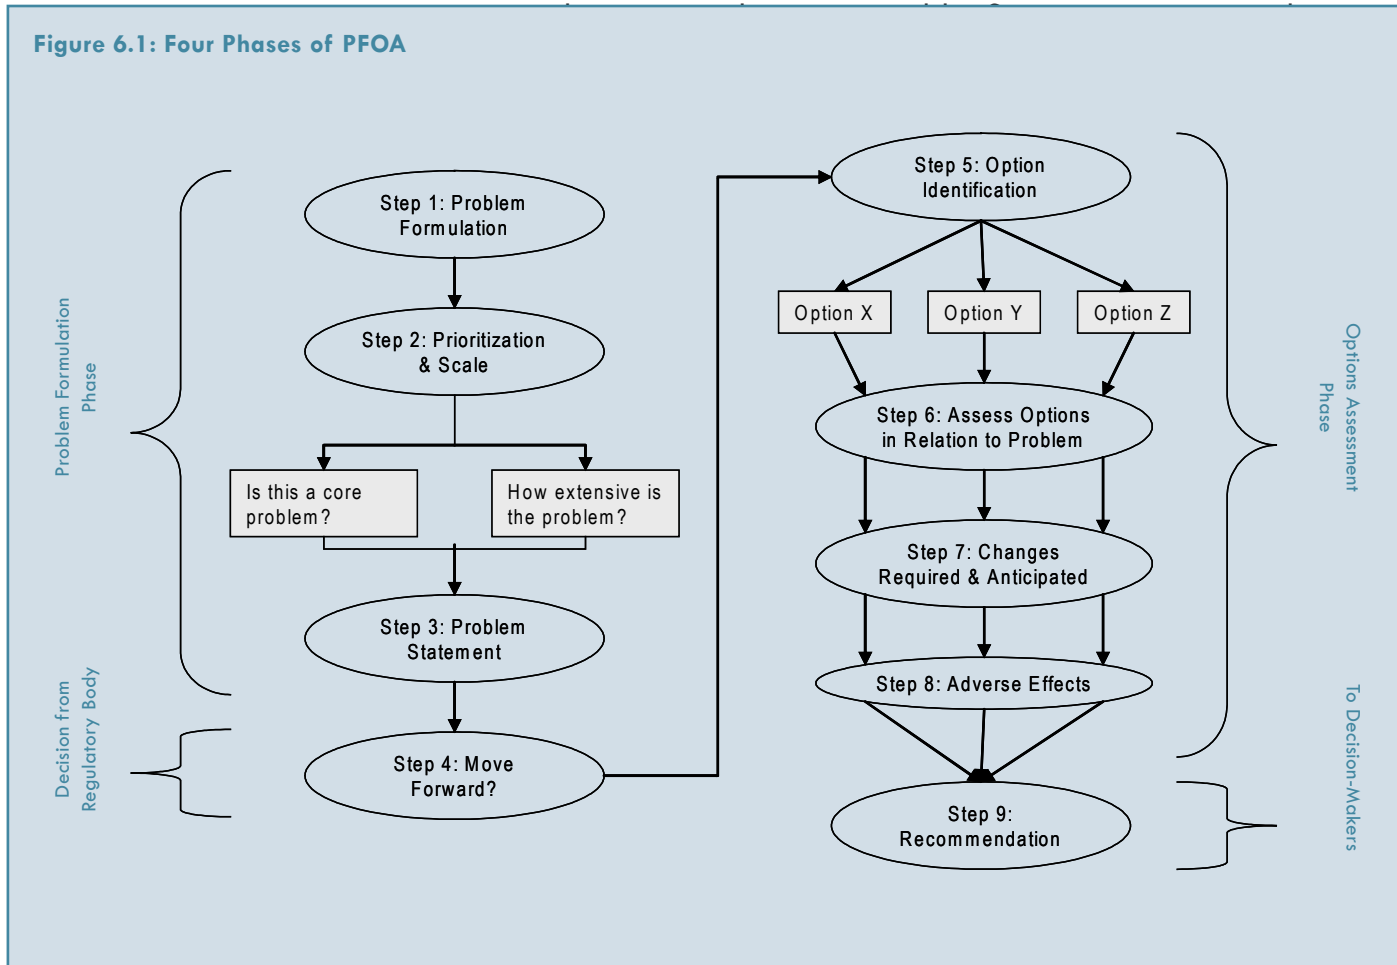 Figure 6.1: Four Phases of PFOA
Problem Formulation
Phase
Step 1: Problem
Formulation
Step 2: Prioritization
& Scale
Is this a core
problem?
How extensive is
the problem?
Step 3: Problem
Statement
Decision from
Regulatory Body
Step 4: Move
Forward?
Step 5: Option
Identification
Option X
Option Y
Option Z
Step 6: Assess Options
in Relation to Problem
Step 7: Changes
Required & Anticipated
Step 8: Adverse Effects
Options Assessment
Phase
Step 9:
Recommendation
To Decision-Makers